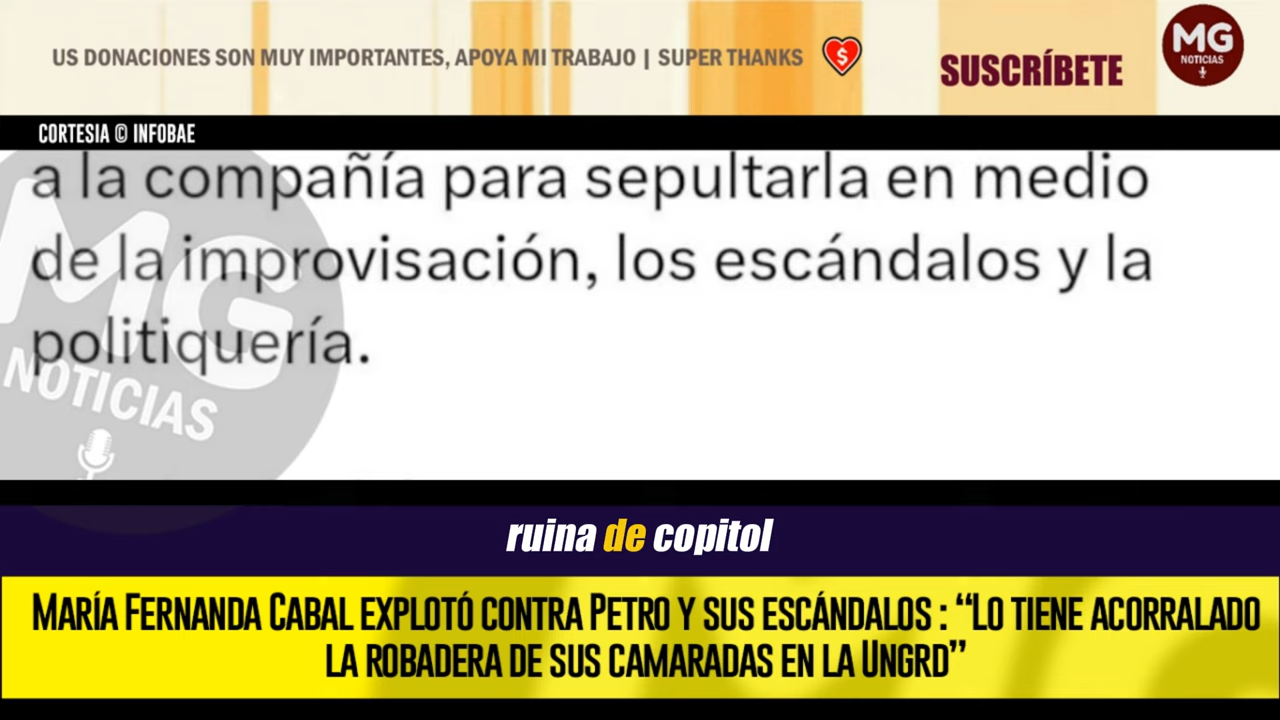 US DONACIONES SON MUY IMPORTANTES, APOYA MI TRABAJO | SUPER THANKS
SUSCRÍBETE
MG
NOTICIAS
CORTESIA © INFOBAE
a la compañía para sepultarla en medio
de la improvisación, los escándalos y la
politiquería.
MG
NOTICIAS
ruina de copitol
MARÍA FERNANDA CABAL EXPLOTÓ CONTRA PETRO Y SUS ESCÁNDALOS : “LO TIENE ACORRALADO
LA ROBADERA DE SUS CAMARADAS EN LA UNGRD”